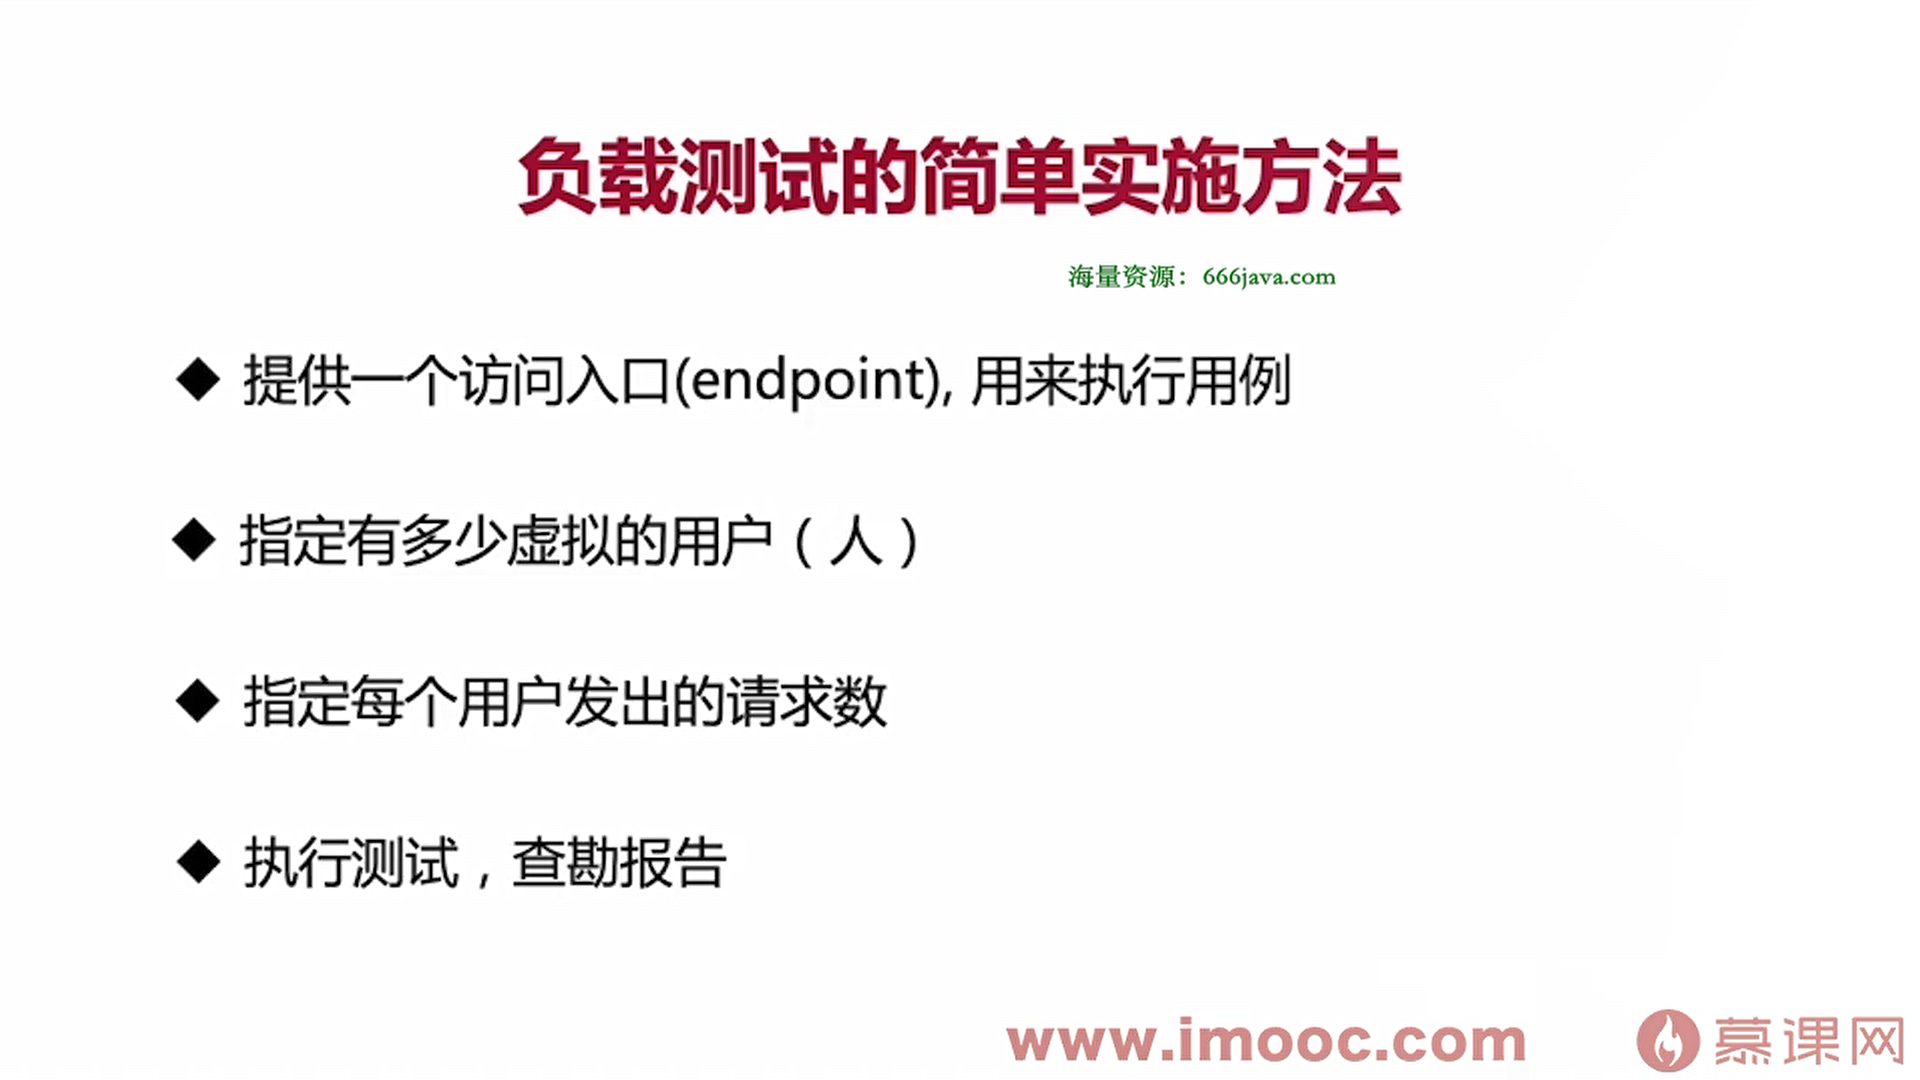 负载测试的简单实施方法
海量资源：666java.com
◆ 提供一个访问入口(endpoint), 用来执行用例
◆ 指定有多少虚拟的用户（人）
◆ 指定每个用户发出的请求数
◆ 执行测试，查勘报告
www.imooc.com 慕课网